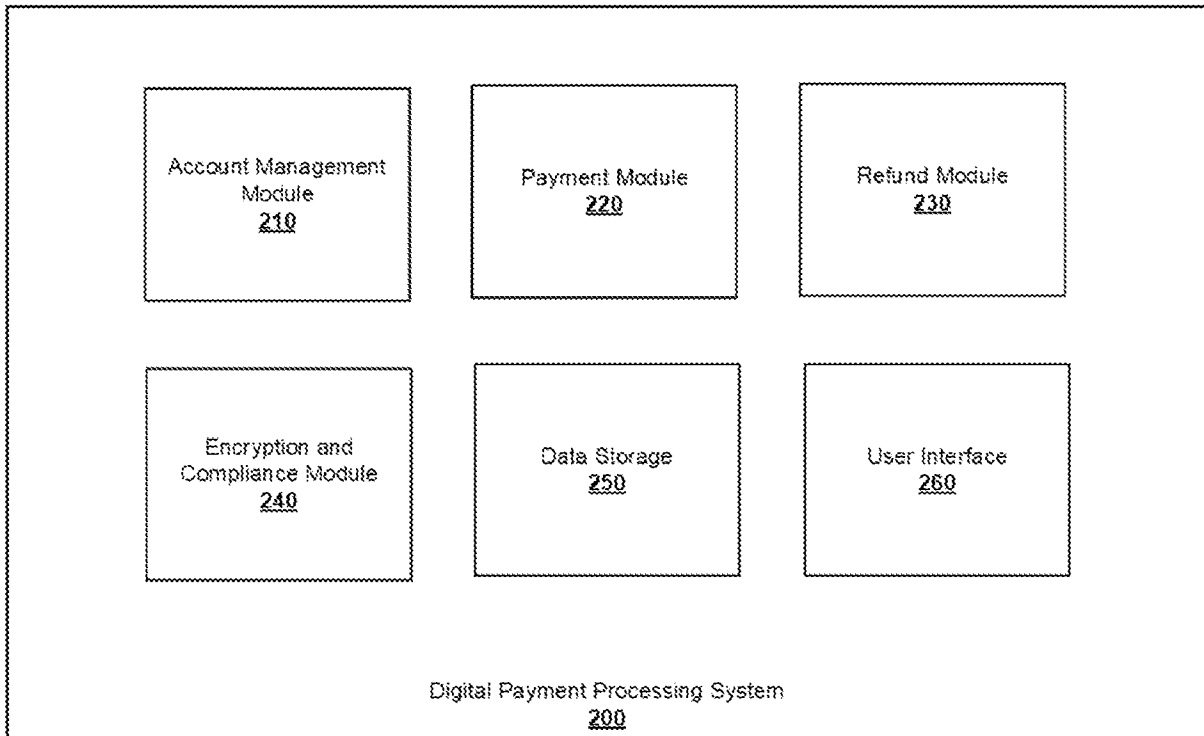 Account Management
Module
210
Payment Module
220
Refund Module
230
Encryption and
Compliance Module
240
Data Storage
250
User Interface
260
Digital Payment Processing System
200